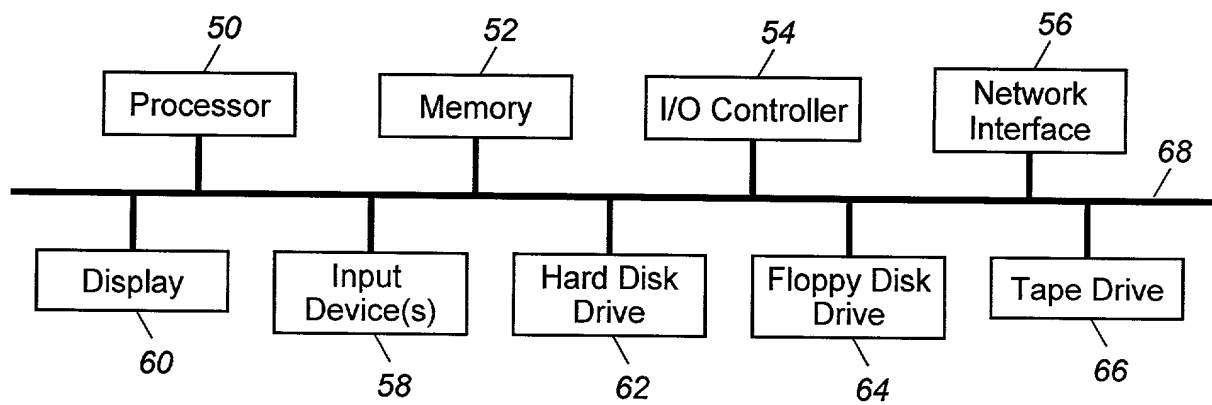 50
52
54
56
Processor
Memory
I/O Controller
Network
Interface
68
Display
Input
Device(s)
Hard Disk
Drive
Floppy Disk
Drive
Tape Drive
60
58
62
64
66